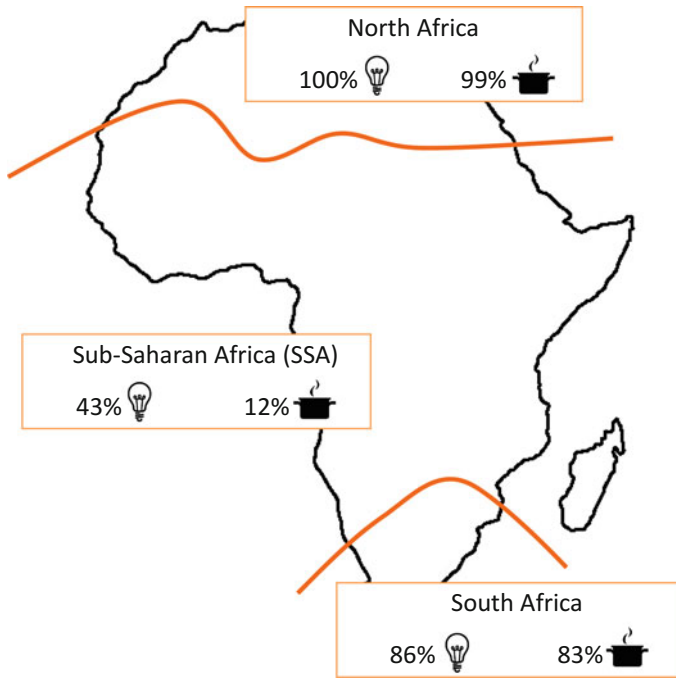 North Africa
100% 99%
Sub-Saharan Africa (SSA)
43% 12%
South Africa
86% 83%